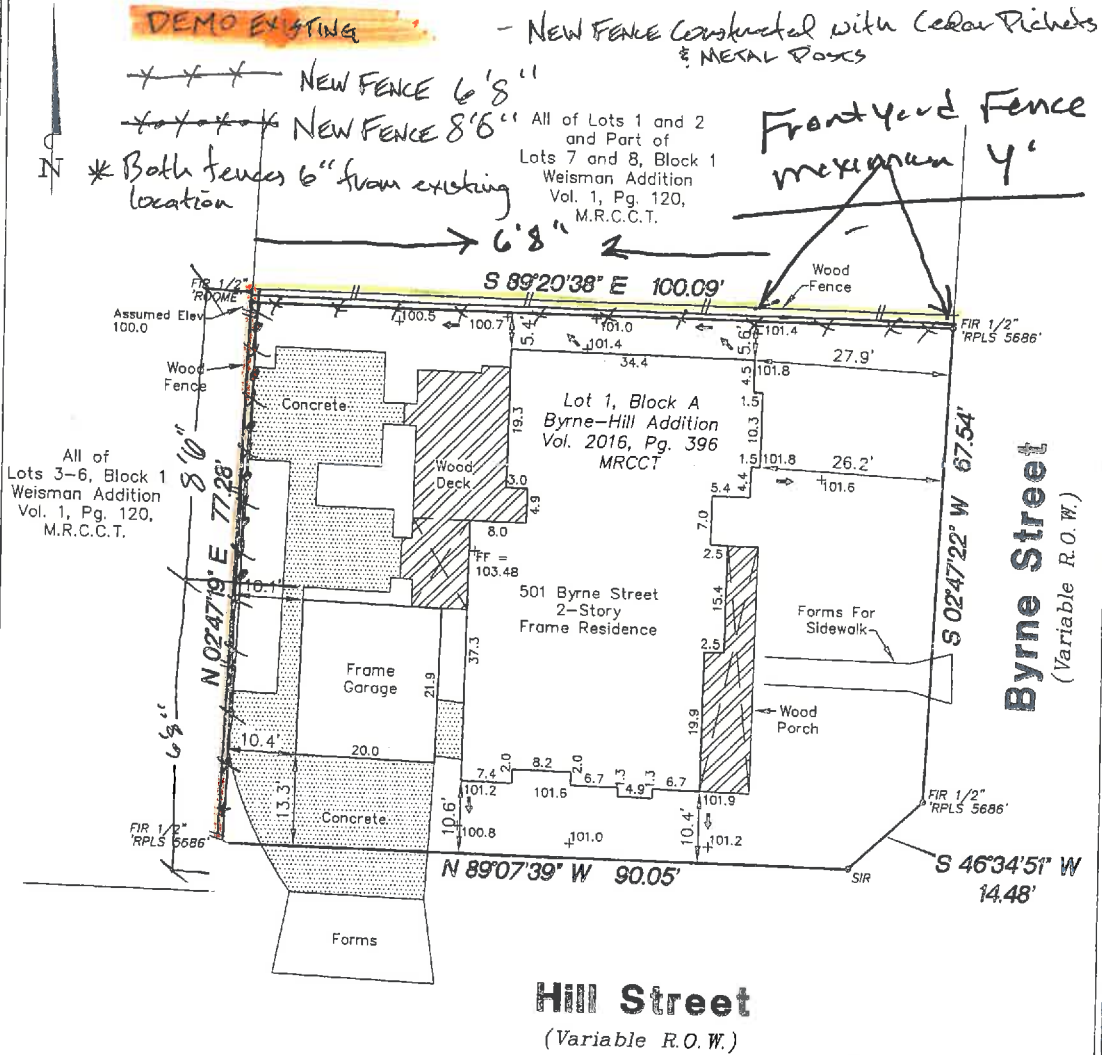 DEMO EXISTING
- NEW FENCE Constructed with Cedar Pickets
& METAL POSTS
NEW FENCE 6'8"
NEW FENCE 8'6"
* Both fences 6" from existing
location
N
All of Lots 1 and 2
and Part of
Lots 7 and 8, Block 1
Weisman Addition
Vol. 1, Pg. 120,
M.R.C.C.T.
Front yard Fence
maximum 4'
6'8"
S 89°20'38" E 100.09'
Wood
Fence
FIR 1/2"
'ROOME'
Assumed Elev
100.0
100.5
100.7
5.4'
101.0
101.4
34.4
5.6'
101.4
FIR 1/2"
'RPLS 5686'
27.9'
101.8
4.5
1.5
10.3
1.5
101.8
4.4
26.2'
101.6
5.4
7.0
2.5
Wood
Fence
Concrete
19.3
Lot 1, Block A
Byrne-Hill Addition
Vol. 2016, Pg. 396
MRCCT
Wood
Deck
3.0
4.9
8.0
FF =
103.48
All of
Lots 3-6, Block 1
Weisman Addition
Vol. 1, Pg. 120,
M.R.C.C.T.
8'6"
N 02°47'19" E 77.28'
10.1'
501 Byrne Street
2-Story
Frame Residence
15.4
2.5
Forms For
Sidewalk
S 02°47'22" W 67.54'
Byrne Street
(Variable R.O.W.)
Frame
Garage
21.9
37.3
19.9
Wood
Porch
6'8"
10.4'
20.0
13.3'
Concrete
7.4
2.0
8.2
2.0
6.7
.3
4.9
1.3
6.7
101.2
101.6
101.9
10.6'
100.8
101.0
10.4'
101.2
FIR 1/2"
'RPLS 5686'
FIR 1/2"
'RPLS 5686'
N 89°07'39" W 90.05'
SIR
S 46°34'51" W
14.48'
Forms
Hill Street
(Variable R.O.W.)